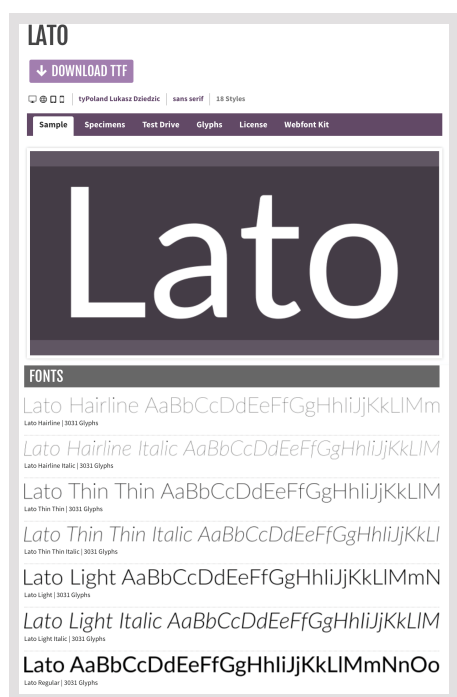 LATO
DOWNLOAD TTF
tyPoland Lukasz Dziedzic sans serif 18 Styles
Sample Specimens Test Drive Glyphs License Webfont Kit
Lato
FONTS
Lato Hairline AaBbCcDdEeFfGgHhIiJjKkLlMm
Lato Hairline | 3031 Glyphs
Lato Hairline Italic AaBbCcDdEeFfGgHhIiJjKkLlM
Lato Hairline Italic | 3031 Glyphs
Lato Thin Thin AaBbCcDdEeFfGgHhIiJjKkLlM
Lato Thin Thin | 3031 Glyphs
Lato Thin Thin Italic AaBbCcDdEeFfGgHhIiJjKkLl
Lato Thin Thin Italic | 3031 Glyphs
Lato Light AaBbCcDdEeFfGgHhIiJjKkLlMmN
Lato Light | 3031 Glyphs
Lato Light Italic AaBbCcDdEeFfGgHhIiJjKkLlM
Lato Light Italic | 3031 Glyphs
Lato AaBbCcDdEeFfGgHhIiJjKkLlMmNnOo
Lato Regular | 3031 Glyphs